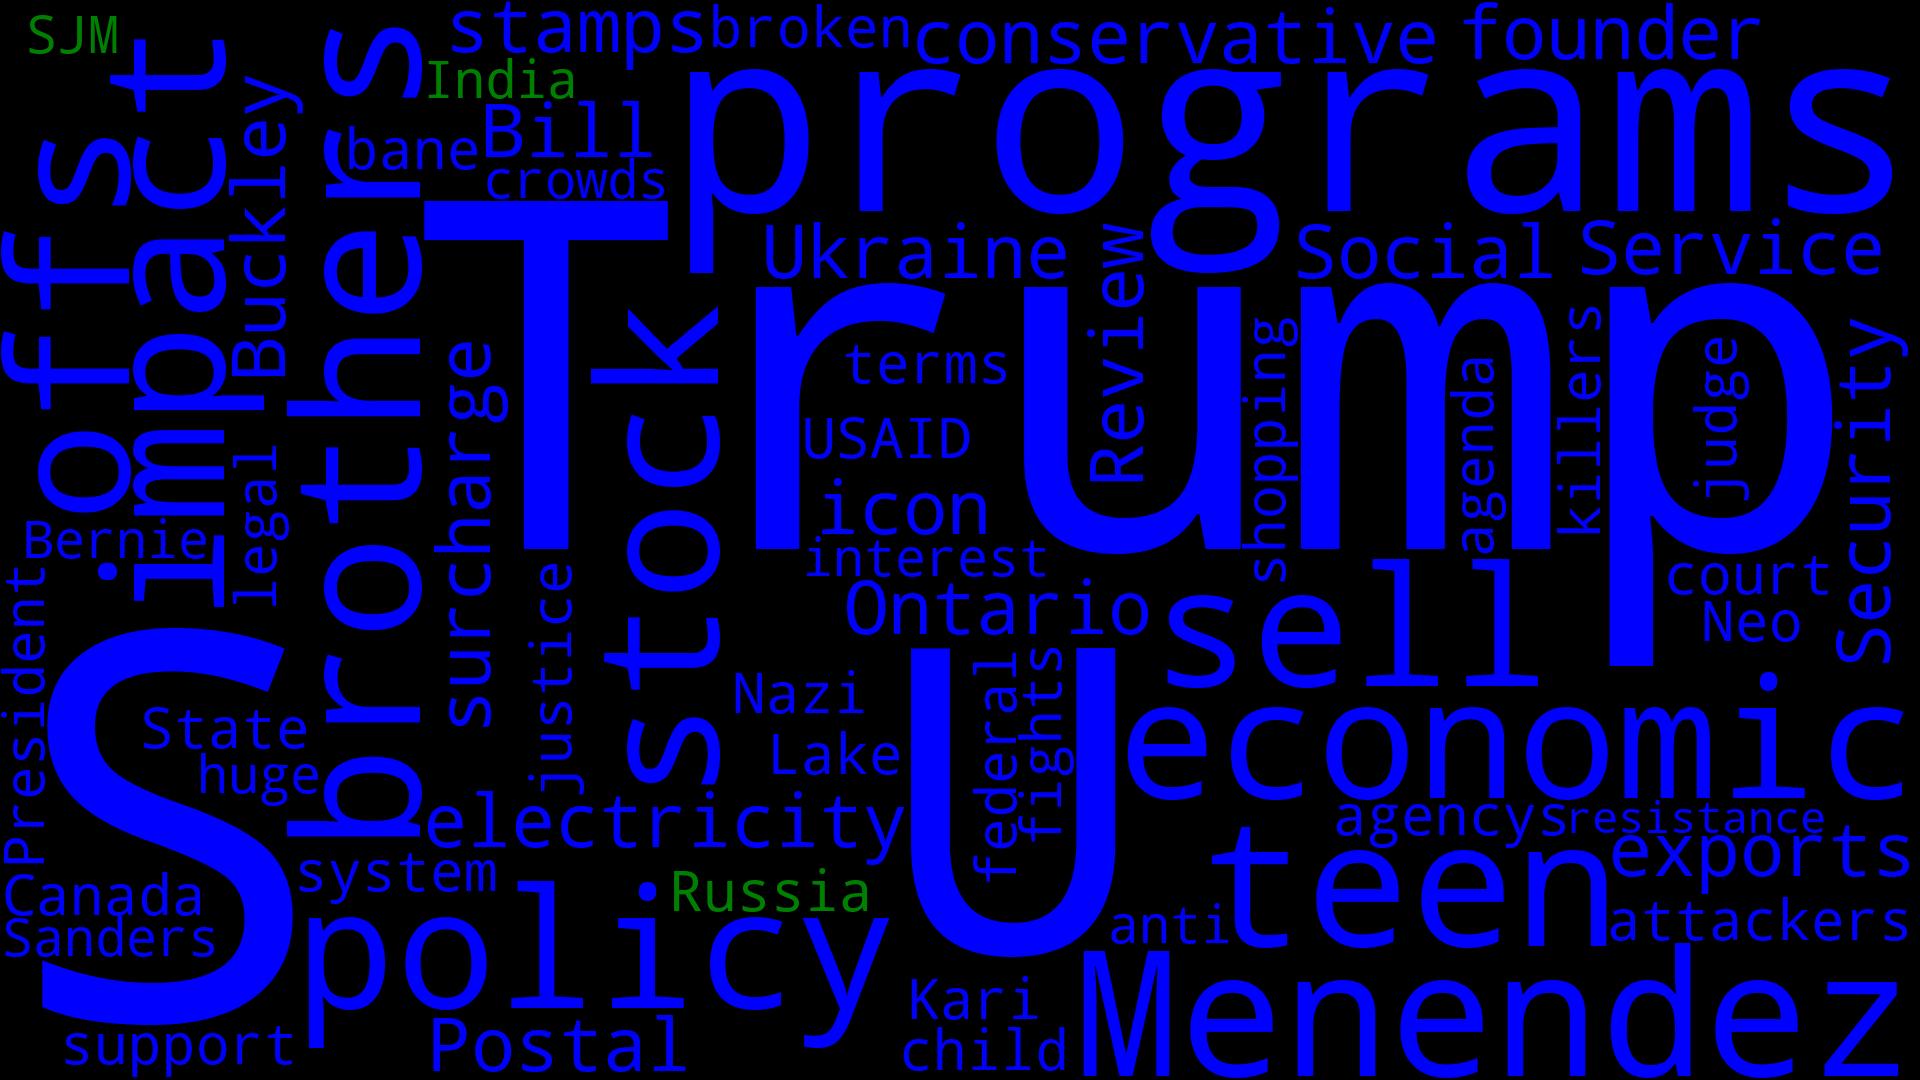 SJM
stamps
broken
conservative
founder
India
Bill
bane
crowds
programs
offst
impact
Buckley
brothers
Trump
Ukraine
Review
Social
Service
terms
USAID
icon
interest
shopping
agenda
killers
judge
Security
surcharge
stock
legal
Bernie
justice
Ontario
sell
court
Neo
President
S
State
huge
Nazi
Lake
U
federal
fights
economic
electricity
system
Canada
Sanders
policy
Russia
agencys
resistance
teen
exports
anti
attackers
support
Postal
Kari
child
Menendez